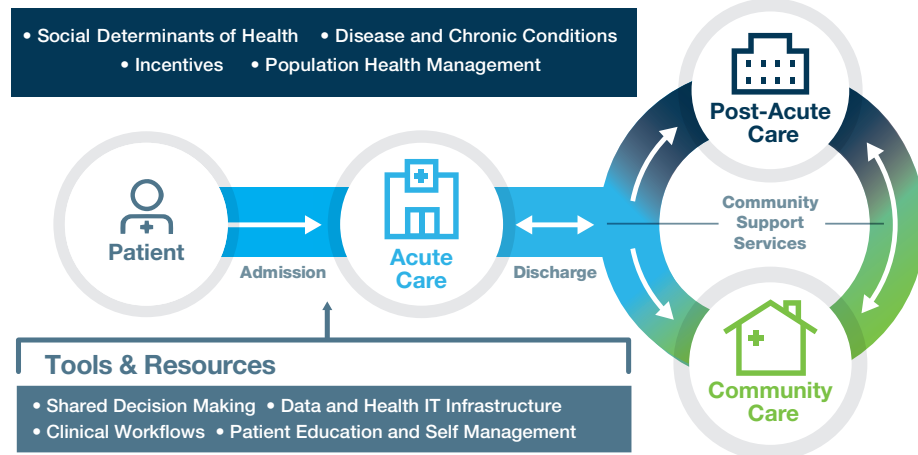 • Social Determinants of Health • Disease and Chronic Conditions
• Incentives • Population Health Management
Post-Acute
Care
Patient
Admission
Acute
Care
Discharge
Community
Support
Services
Community
Care
Tools & Resources
• Shared Decision Making • Data and Health IT Infrastructure
• Clinical Workflows • Patient Education and Self Management